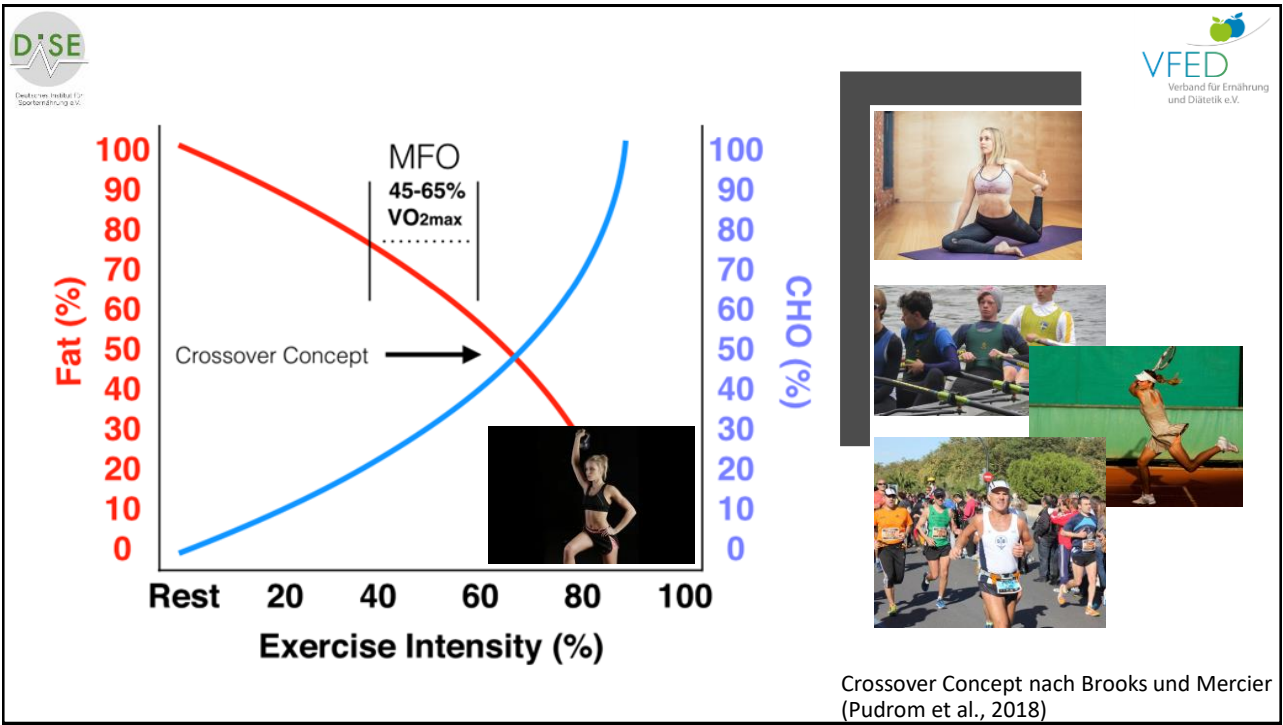 DiSE
Deutsches Institut für
Sporternährung e.V.
VFED
Verband für Ernährung
und Diätetik e.V.
MFO
45-65%
VO2max
Crossover Concept
Fat (%)
100
90
80
70
60
50
40
30
20
10
0
CHO (%)
100
90
80
70
60
50
40
30
20
10
0
Rest 20 40 60 80 100
Exercise Intensity (%)
Crossover Concept nach Brooks und Mercier
(Pudrom et al., 2018)